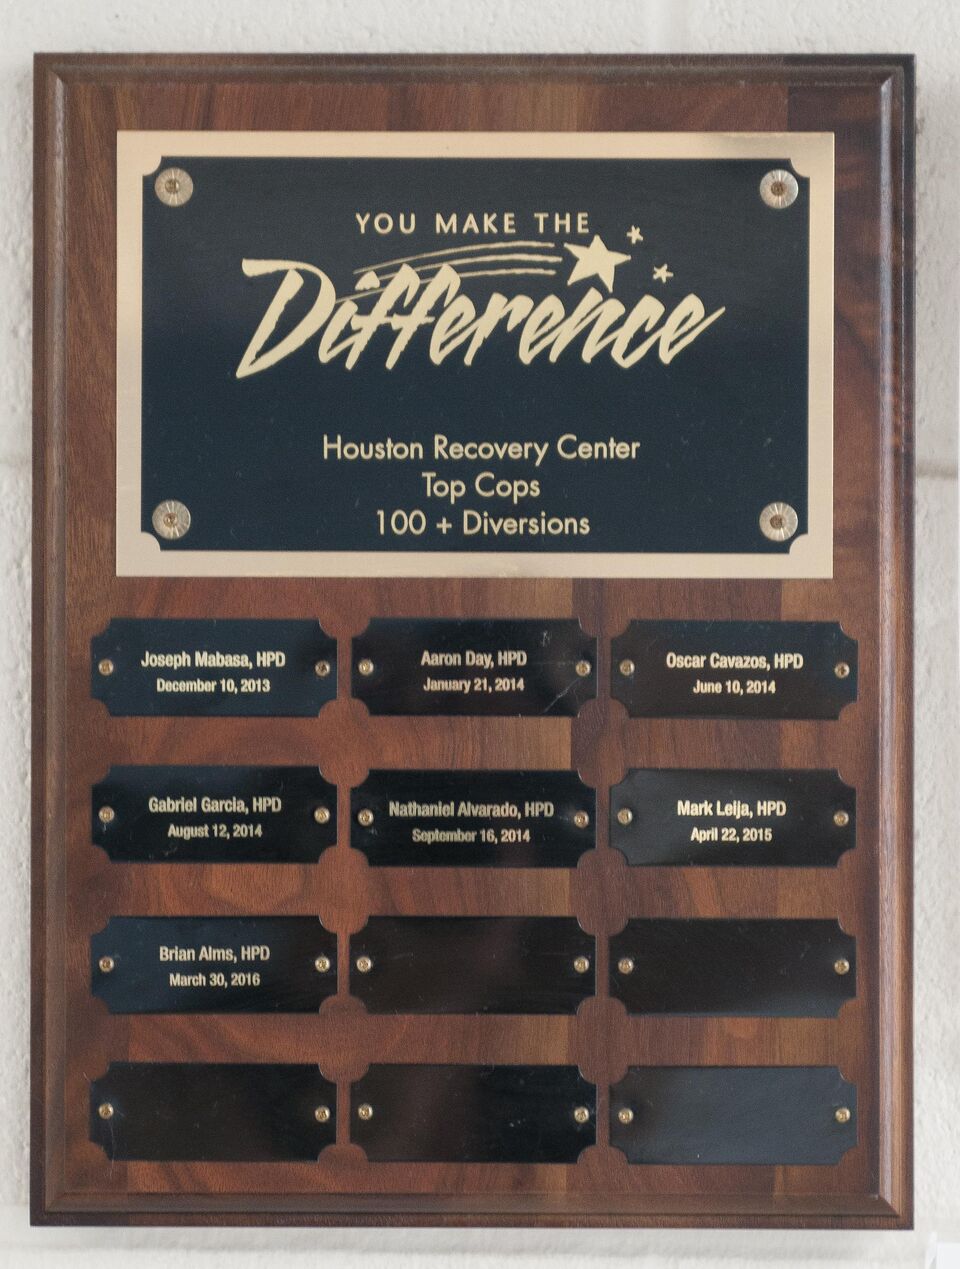 YOU MAKE THE
Difference
Houston Recovery Center
Top Cops
100 + Diversions
Joseph Mabasa, HPD
December 10, 2013
Aaron Day, HPD
January 21, 2014
Oscar Cavazos, HPD
June 10, 2014
Gabriel Garcia, HPD
August 12, 2014
Nathaniel Alvarado, HPD
September 16, 2014
Mark Leija, HPD
April 22, 2015
Brian Alms, HPD
March 30, 2016